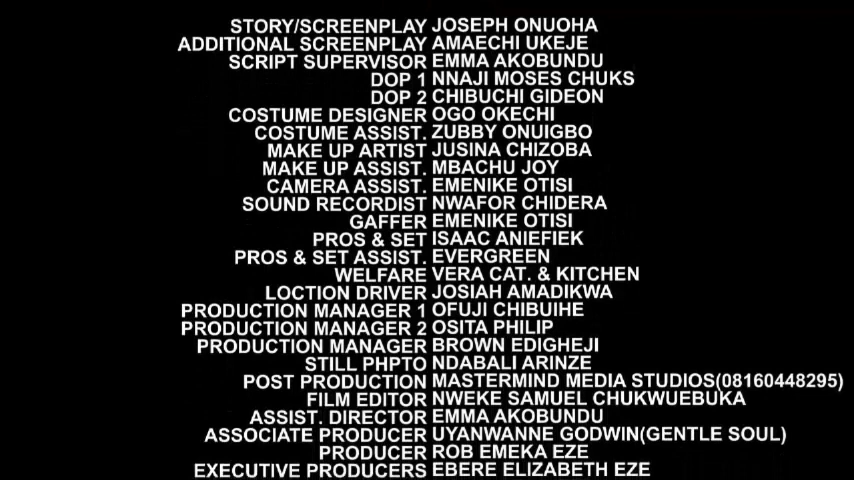 STORY/SCREENPLAY JOSEPH ONUOHA
ADDITIONAL SCREENPLAY AMAECHI UKEJE
SCRIPT SUPERVISOR EMMA AKOBUNDU
DOP 1 NNAJI MOSES CHUKS
DOP 2 CHIBUCHI GIDEON
COSTUME DESIGNER OGO OKECHI
COSTUME ASSIST. ZUBBY ONUIGBO
MAKE UP ARTIST JUSINA CHIZOBA
MAKE UP ASSIST. MBACHU JOY
CAMERA ASSIST. EMENIKE OTISI
SOUND RECORDIST NWAFOR CHIDERA
GAFFER EMENIKE OTISI
PROS & SET ISAAC ANIEFIEK
PROS & SET ASSIST. EVERGREEN
WELFARE VERA CAT. & KITCHEN
LOCTION DRIVER JOSIAH AMADIKWA
PRODUCTION MANAGER 1 OFUJI CHIBUIHE
PRODUCTION MANAGER 2 OSITA PHILIP
PRODUCTION MANAGER BROWN EDIGHEJI
STILL PHPTO NDABALI ARINZE
POST PRODUCTION MASTERMIND MEDIA STUDIOS(08160448295)
FILM EDITOR NWEKE SAMUEL CHUKWUEBUKA
ASSIST. DIRECTOR EMMA AKOBUNDU
ASSOCIATE PRODUCER UYANWANNE GODWIN(GENTLE SOUL)
PRODUCER ROB EMEKA EZE
EXECUTIVE PRODUCERS EBERE ELIZABETH EZE